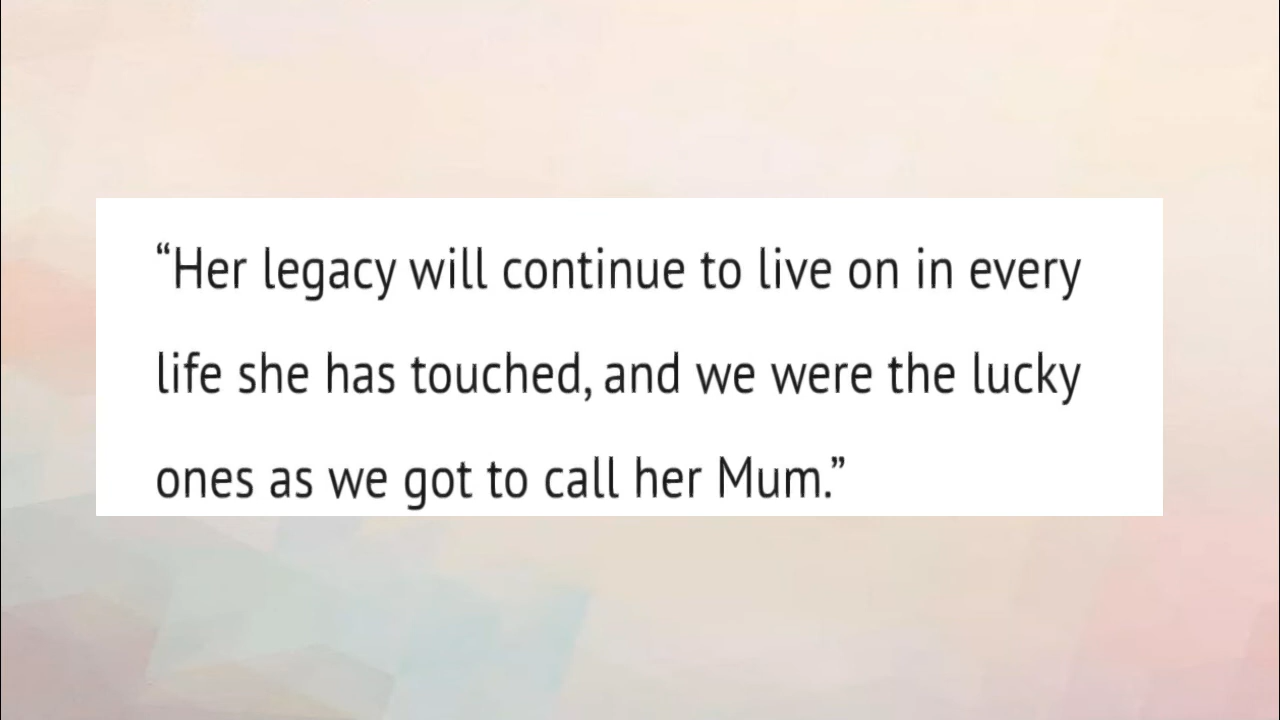 “Her legacy will continue to live on in every
life she has touched, and we were the lucky
ones as we got to call her Mum.”